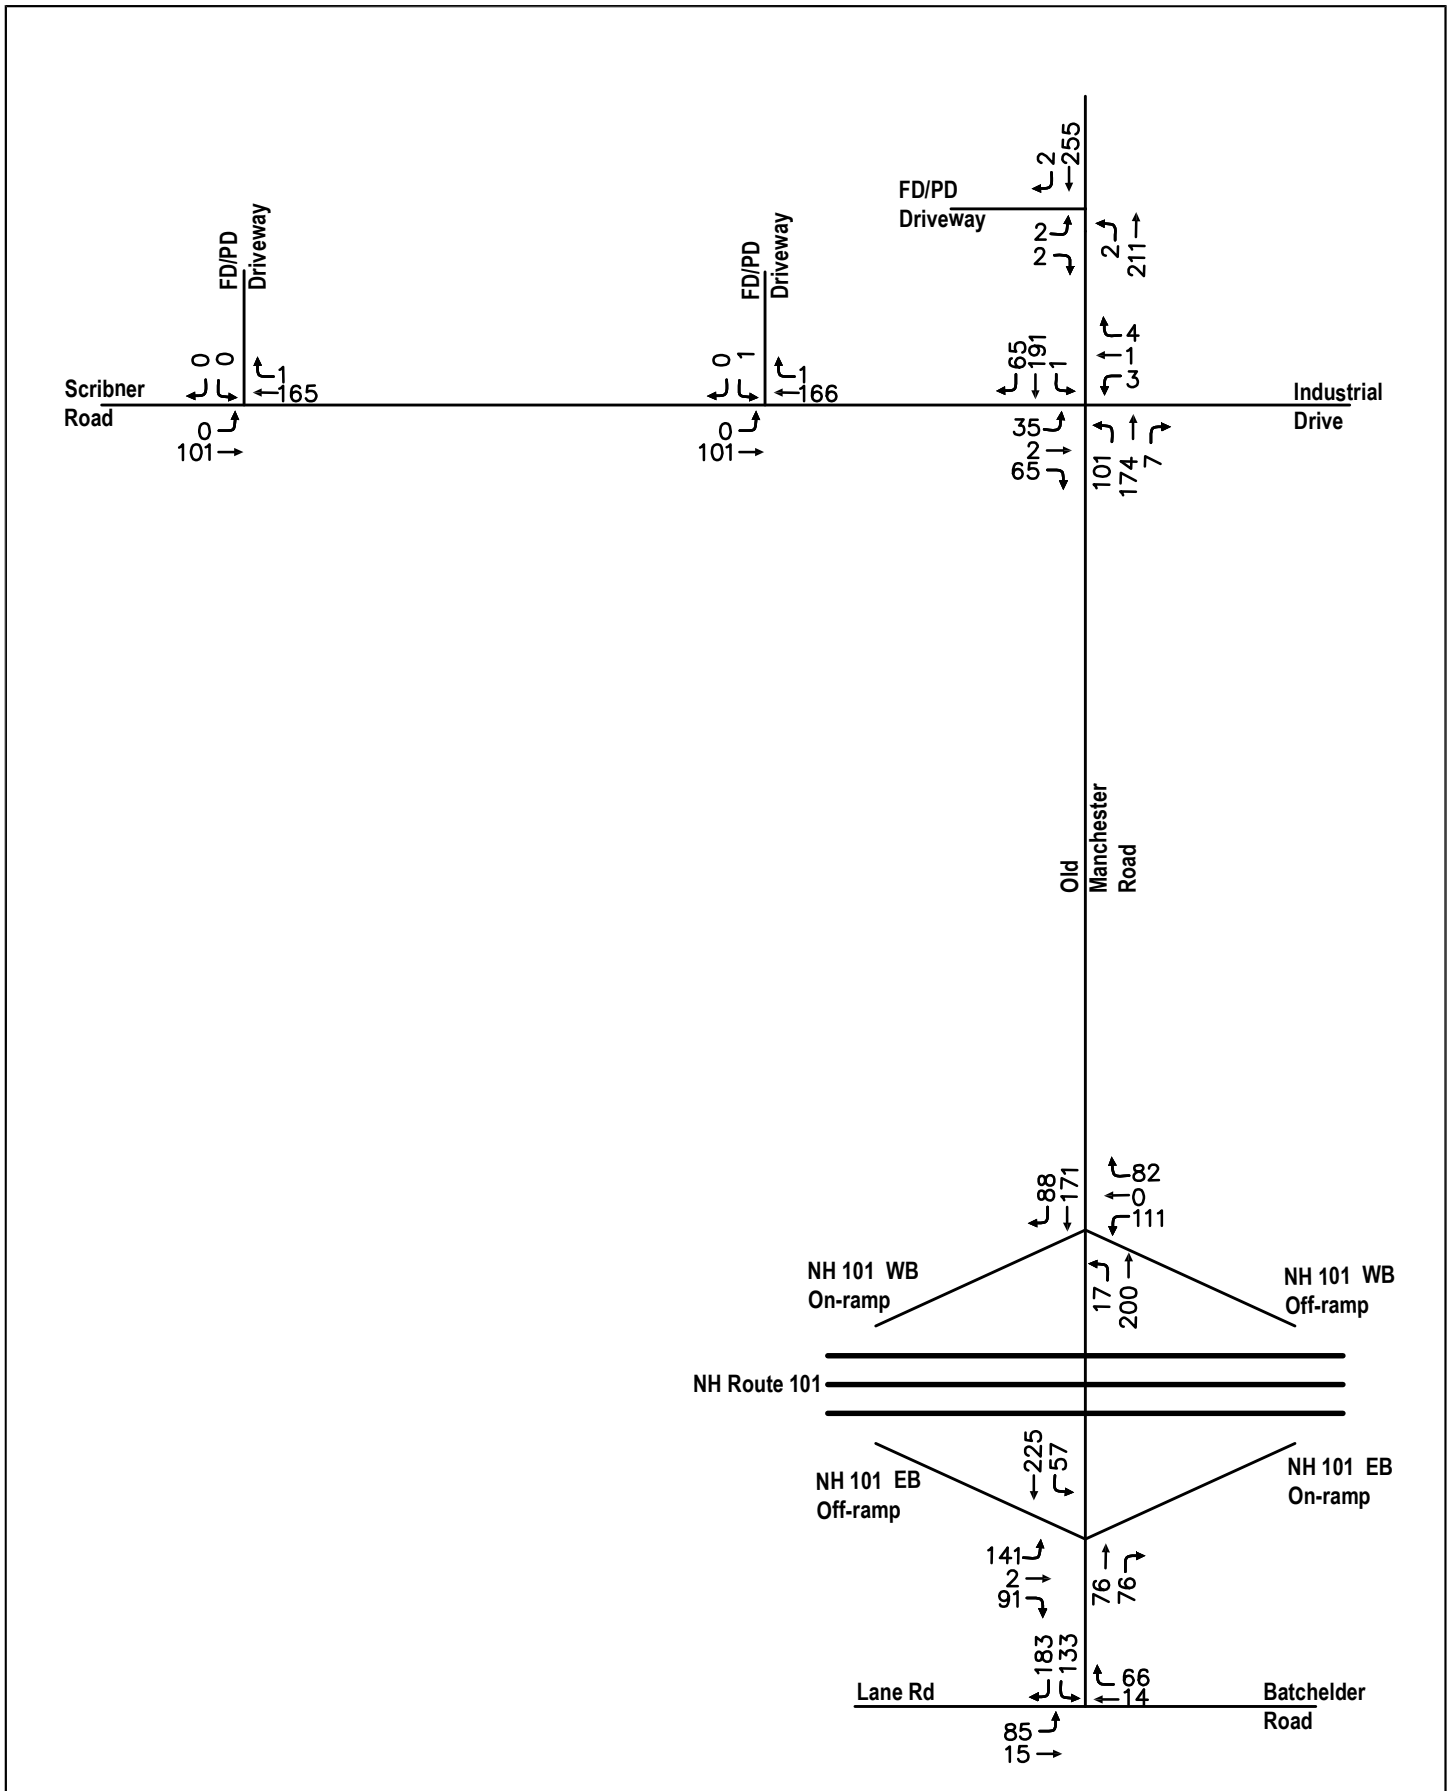 2
255
FD/PD
Driveway
2
2
2
211
FD/PD
Driveway
0
0
1
165
Scribner
Road
0
101
FD/PD
Driveway
0
1
1
166
0
101
65
191
1
4
1
3
Industrial
Drive
35
2
65
101
174
7
Old
Manchester
Road
88
171
82
0
111
NH 101 WB
On-ramp
17
200
NH 101 WB
Off-ramp
NH Route 101
225
57
NH 101 EB
Off-ramp
NH 101 EB
On-ramp
141
2
91
76
76
183
133
66
14
Lane Rd
Batchelder
Road
85
15